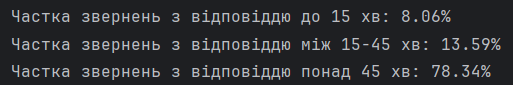 Частка звернень з відповіддю до 15 хв: 8.06%
Частка звернень з відповіддю між 15-45 хв: 13.59%
Частка звернень з відповіддю понад 45 хв: 78.34%